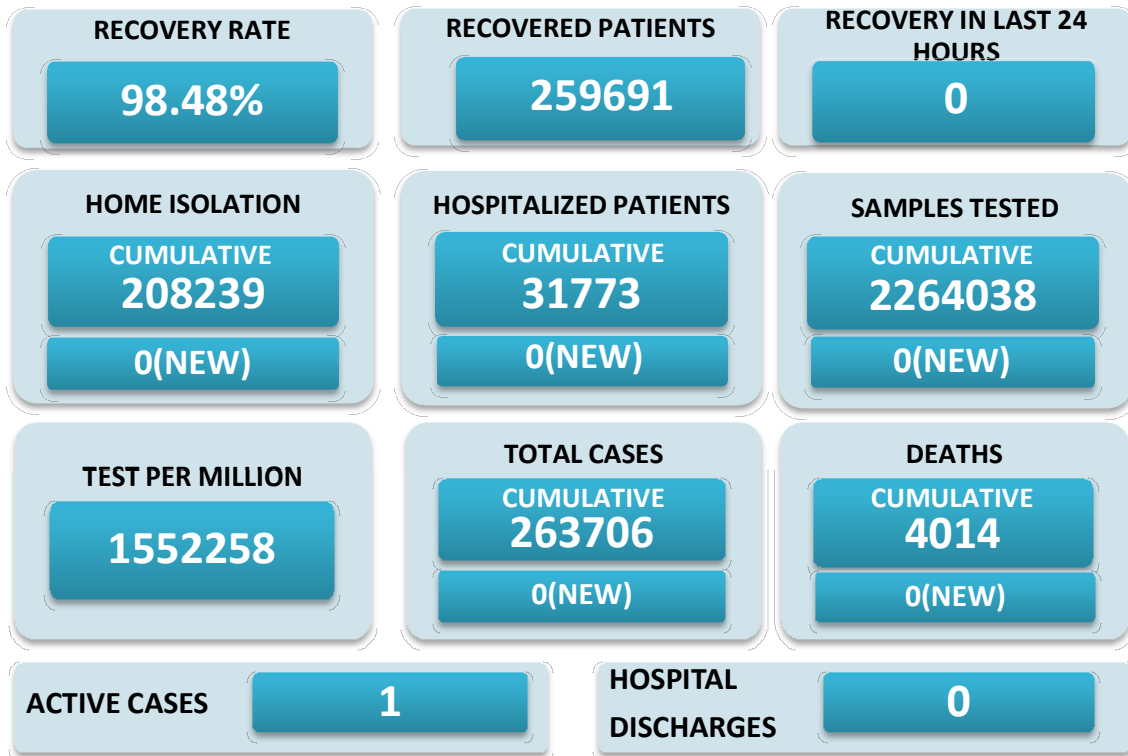 RECOVERY RATE
98.48%
RECOVERED PATIENTS
259691
RECOVERY IN LAST 24
HOURS
0
HOME ISOLATION
CUMULATIVE
208239
0(NEW)
HOSPITALIZED PATIENTS
CUMULATIVE
31773
0(NEW)
SAMPLES TESTED
CUMULATIVE
2264038
0(NEW)
TEST PER MILLION
1552258
TOTAL CASES
CUMULATIVE
263706
0(NEW)
DEATHS
CUMULATIVE
4014
0(NEW)
ACTIVE CASES
1
HOSPITAL
DISCHARGES
0